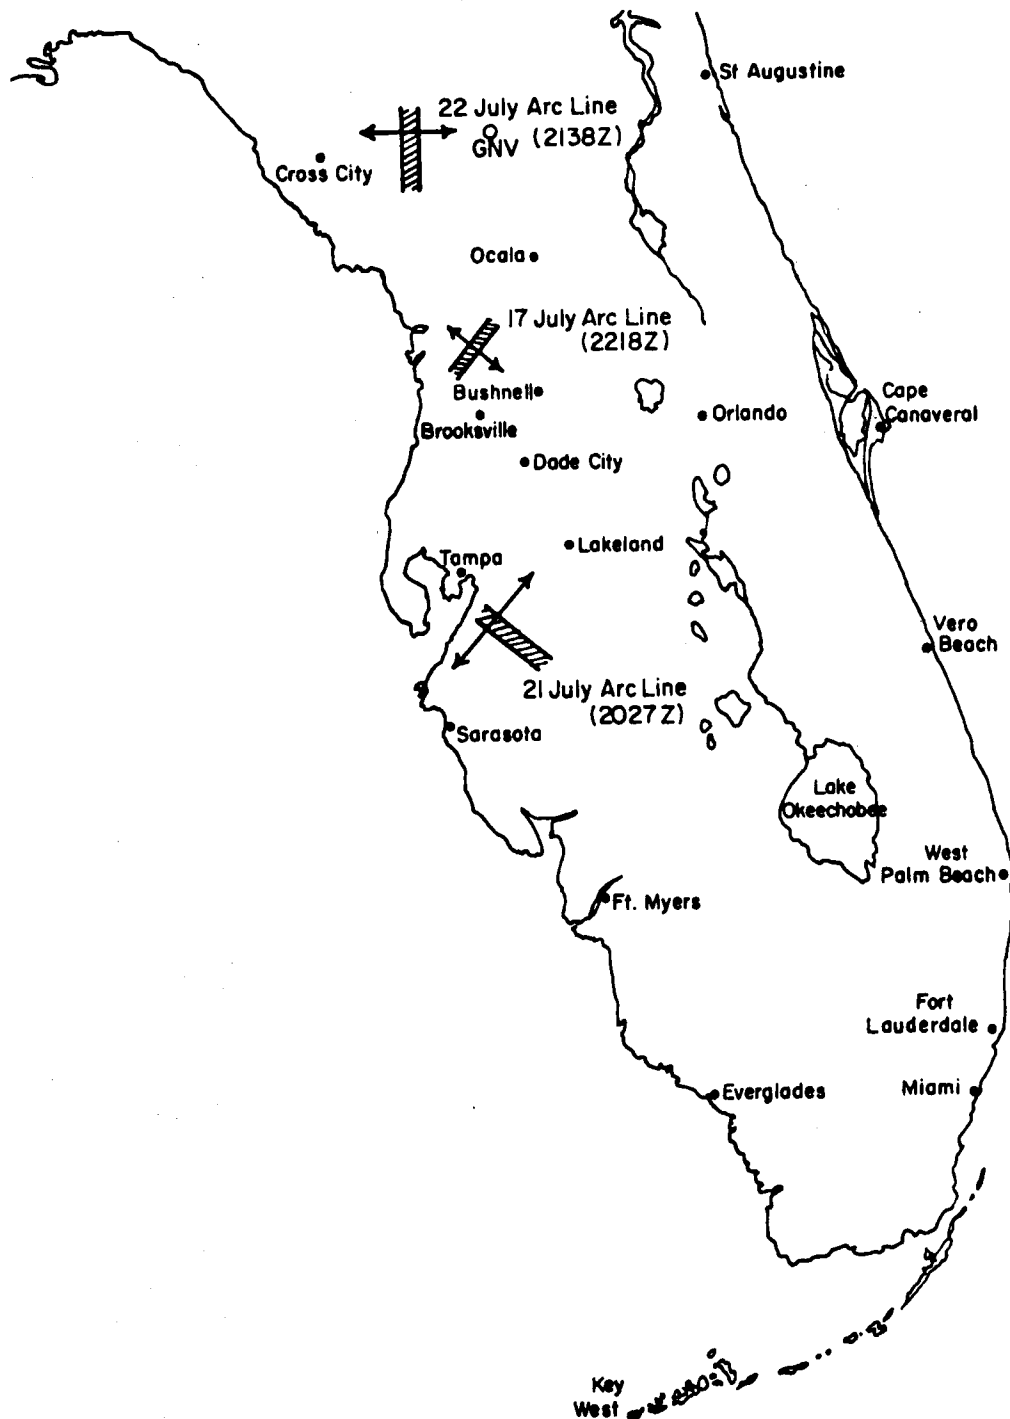 St Augustine
22 July Arc Line
(2138Z)
GNV
Cross City
Ocala
17 July Arc Line
(2218Z)
Bushnell
Brooksville
Orlando
Cape
Canaveral
Dade City
Lakeland
Tampa
Vero
Beach
21 July Arc Line
(2027Z)
Sarasota
Lake
Okeechobee
West
Palm Beach
Ft. Myers
Fort
Lauderdale
Everglades
Miami
Key
West